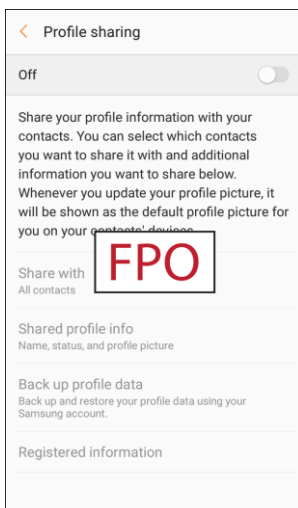 Profile sharing
Off
Share your profile information with your
contacts. You can select which contacts
you want to share it with and additional
information you want to share below.
Whenever you update your profile picture, it
will be shown as the default profile picture for
you on your contacts' devices.
FPO
Share with
All contacts
Shared profile info
Name, status, and profile picture
Back up profile data
Back up and restore your profile data using your
Samsung account.
Registered information